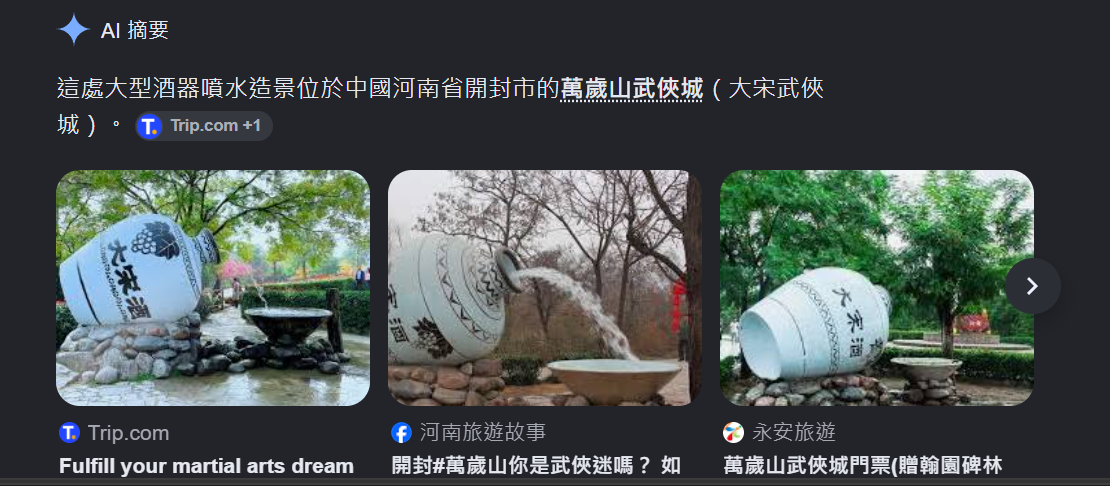 AI 摘要
這處大型酒器噴水造景位於中國河南省開封市的萬歲山武俠城（大宋武俠
城）。 Trip.com +1
大宋酒
酒
大宋酒
Trip.com
河南旅遊故事
永安旅遊
Fulfill your martial arts dream
開封#萬歲山你是武俠迷嗎？ 如
萬歲山武俠城門票(贈翰園碑林